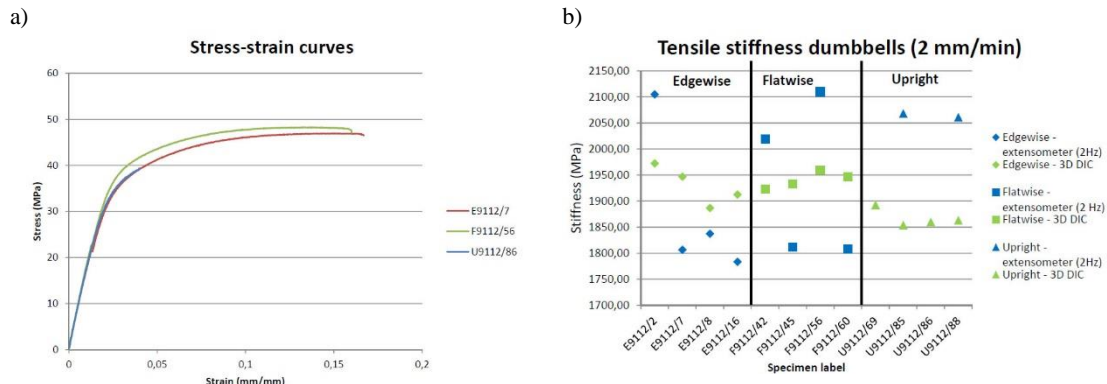 a)
Stress-strain curves
60
50
40
30
20
10
0
Stress (MPa)
0
0,05
0,1
0,15
0,2
Strain (mm/mm)
E9112/7
F9112/56
U9112/86
b)
Tensile stiffness dumbbells (2 mm/min)
2150,00
2100,00
2050,00
2000,00
1950,00
1900,00
1850,00
1800,00
1750,00
1700,00
Stiffness (MPa)
Edgewise
Flatwise
Upright
E9112/2
E9112/7
E9112/8
E9112/16
F9112/42
F9112/45
F9112/56
F9112/60
U9112/69
U9112/85
U9112/86
U9112/88
Specimen label
Edgewise -
extensometer (2Hz)
Edgewise - 3D DIC
Flatwise -
extensometer (2 Hz)
Flatwise - 3D DIC
Upright -
extensometer (2Hz)
Upright - 3D DIC